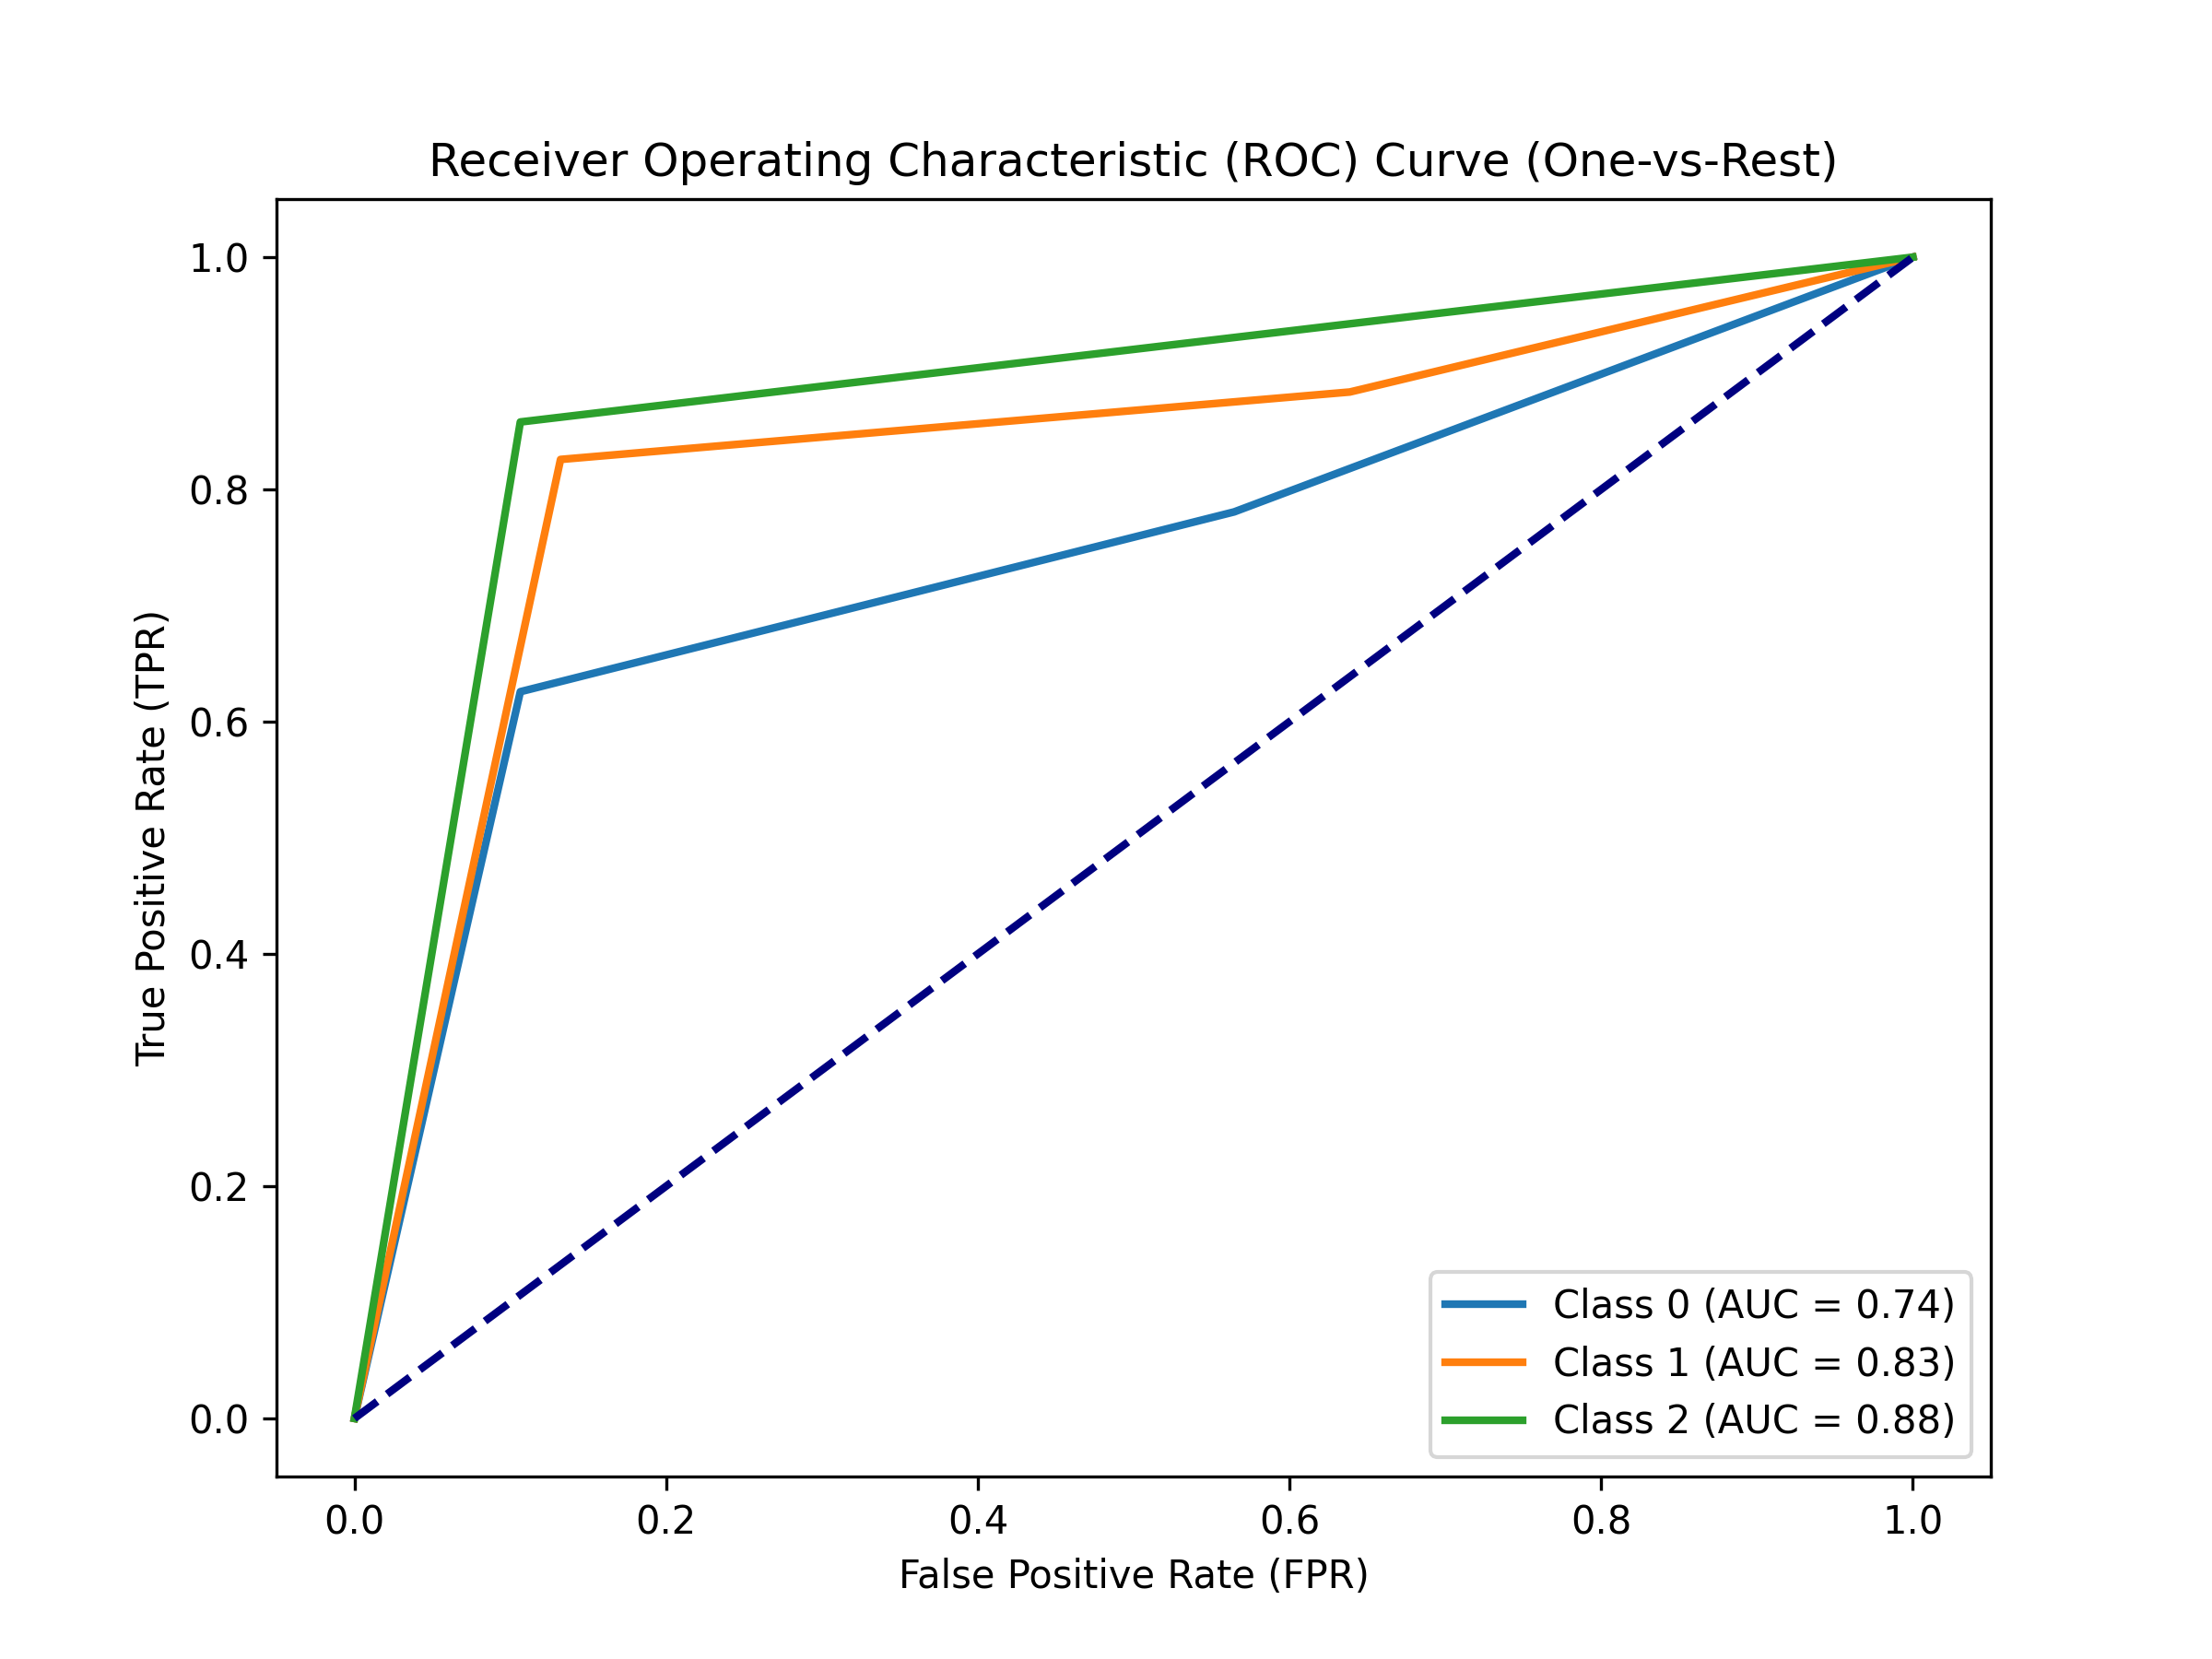 Receiver Operating Characteristic (ROC) Curve (One-vs-Rest)
True Positive Rate (TPR)
1.0
0.8
0.6
0.4
0.2
0.0
Class 0 (AUC = 0.74)
Class 1 (AUC = 0.83)
Class 2 (AUC = 0.88)
0.0 0.2 0.4 0.6 0.8 1.0
False Positive Rate (FPR)